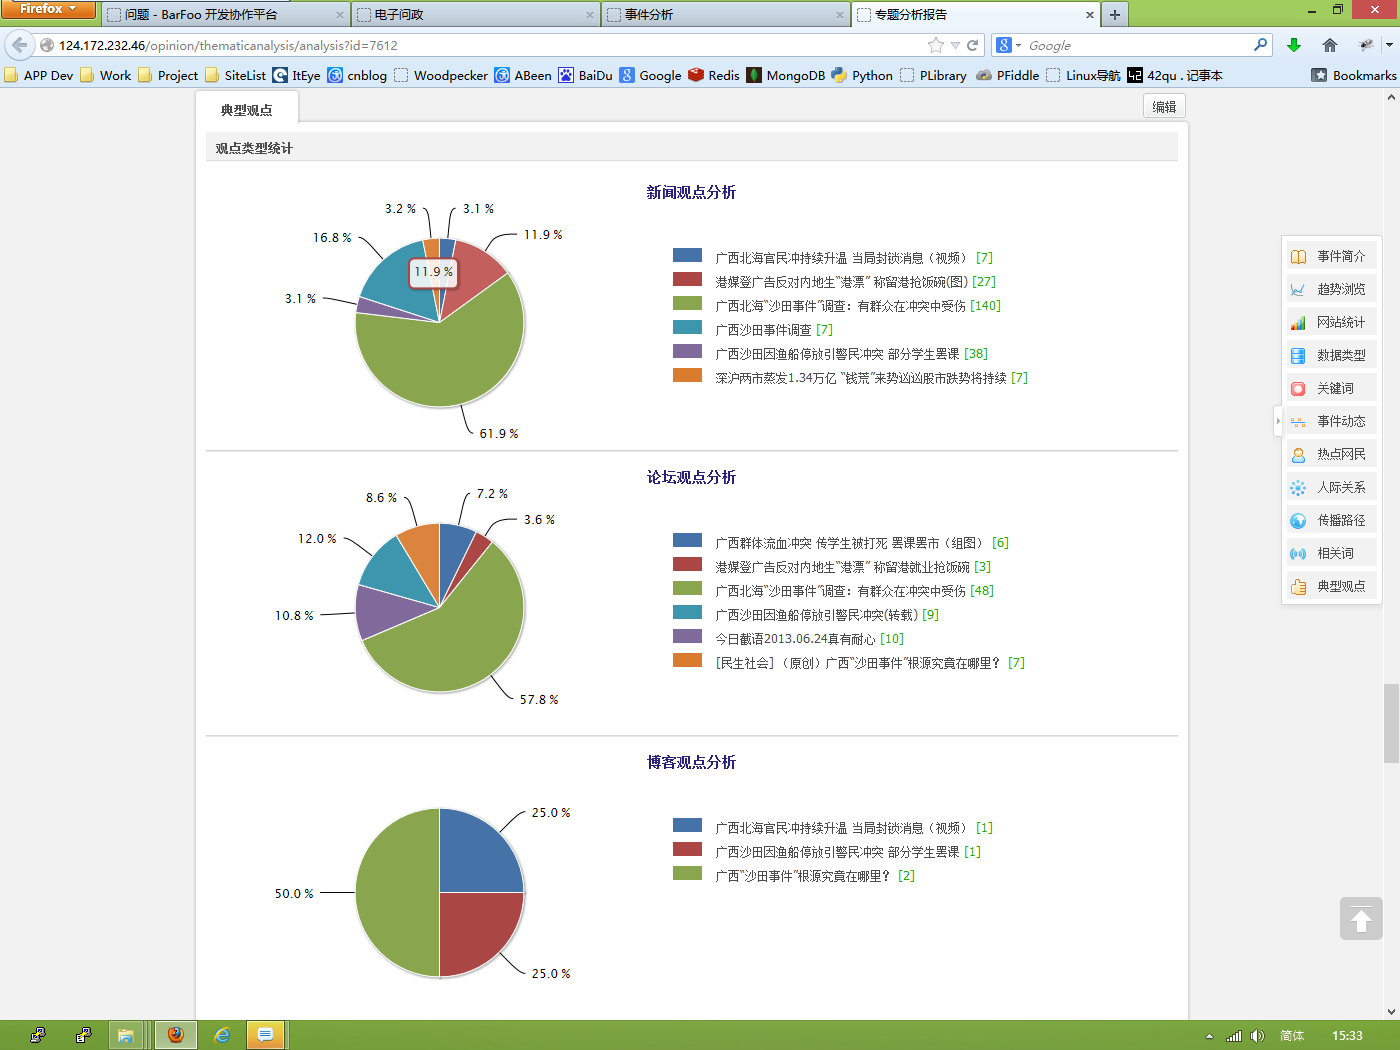 Firefox
问题 - BarFoo 开发协作平台
电子问政
事件分析
专题分析报告
124.172.232.46/opinion/thematicanalysis/analysis?id=7612
Google
APP Dev
Work
Project
SiteList
ItEye
cnblog
Woodpecker
ABeen
BaiDu
Google
Redis
MongoDB
Python
PLibrary
PFiddle
Linux导航
42qu . 记事本
Bookmarks
典型观点
编辑
观点类型统计
新闻观点分析
3.2 %
3.1 %
16.8 %
11.9 %
11.9 %
3.1 %
61.9 %
广西北海官民冲持续升温 当局封锁消息（视频） [7]
港媒登广告反对内地生“港漂” 称留港抢饭碗(图) [27]
广西北海“沙田事件”调查：有群众在冲突中受伤 [140]
广西沙田事件调查 [7]
广西沙田因渔船停放引警民冲突 部分学生罢课 [38]
深沪两市蒸发1.34万亿 “钱荒”来势汹汹股市跌势将持续 [7]
论坛观点分析
8.6 %
7.2 %
12.0 %
3.6 %
10.8 %
57.8 %
广西群体流血冲突 传学生被打死 罢课罢市（组图） [6]
港媒登广告反对内地生“港漂” 称留港就业抢饭碗 [3]
广西北海“沙田事件”调查：有群众在冲突中受伤 [48]
广西沙田因渔船停放引警民冲突(转载) [9]
今日截语2013.06.24真有耐心 [10]
[民生社会] （原创）广西“沙田事件”根源究竟在哪里？ [7]
博客观点分析
25.0 %
50.0 %
25.0 %
广西北海官民冲持续升温 当局封锁消息（视频） [1]
广西沙田因渔船停放引警民冲突 部分学生罢课 [1]
广西“沙田事件”根源究竟在哪里？ [2]
事件简介
趋势浏览
网站统计
数据类型
关键词
事件动态
热点网民
人际关系
传播路径
相关词
典型观点
简体
15:33